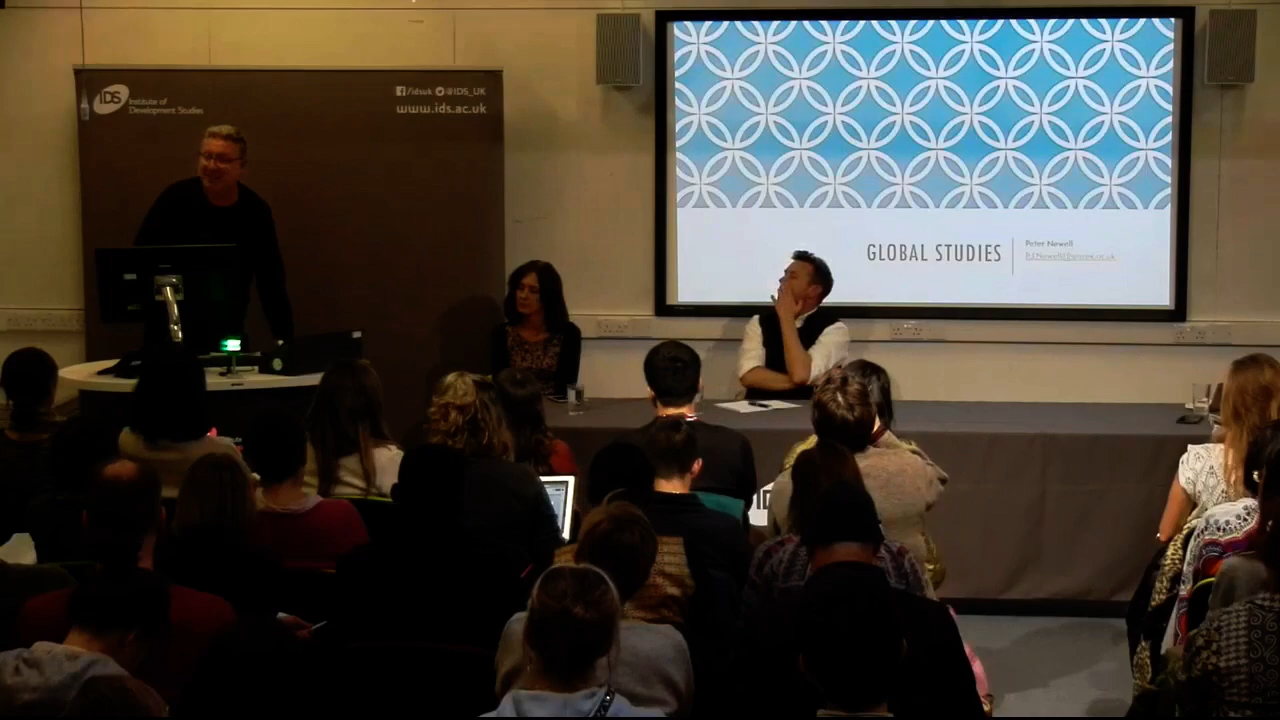 IDS
Institute of
Development Studies
/idsuk @IDS_UK
www.ids.ac.uk
GLOBAL STUDIES
Peter Newell